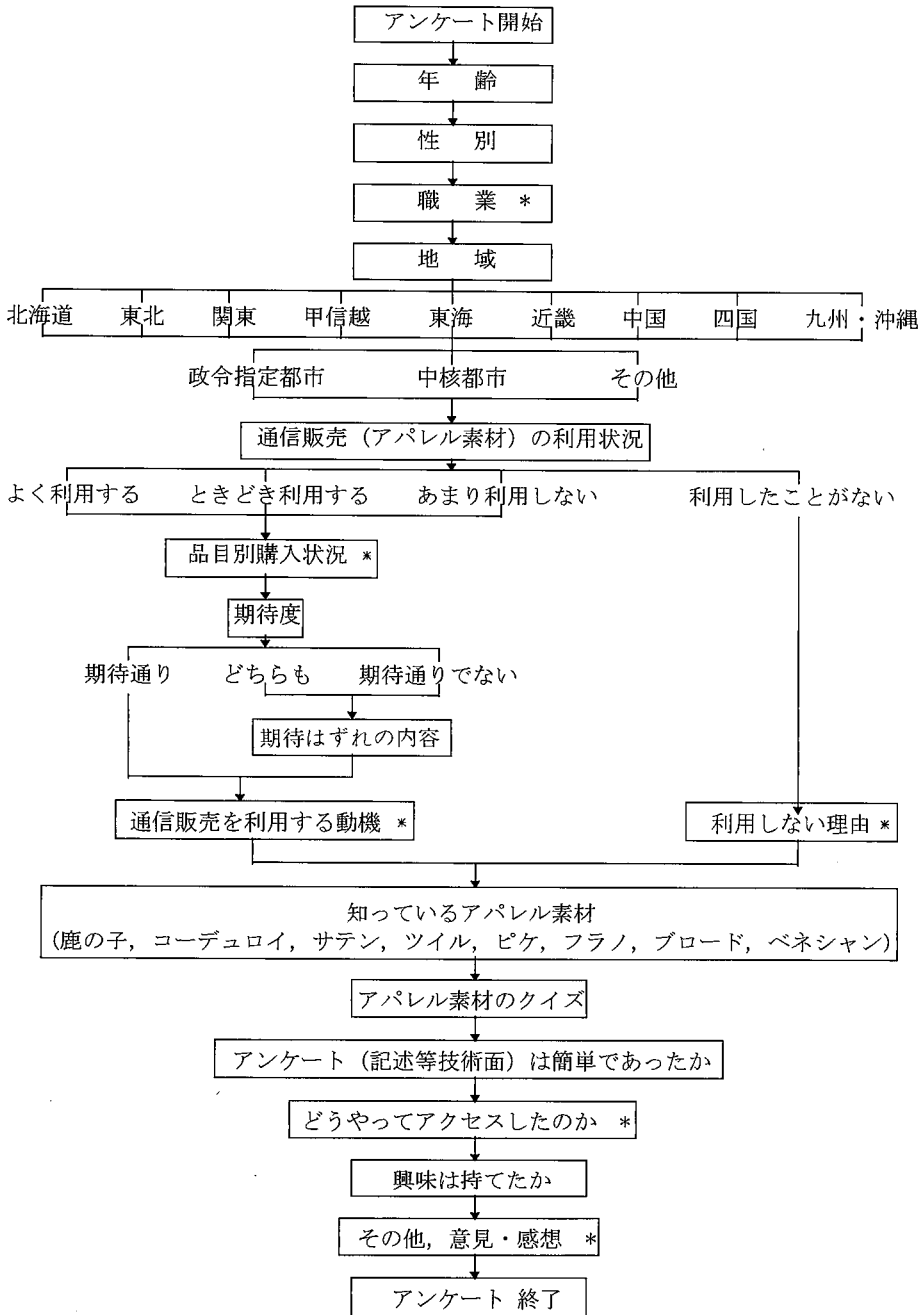 アンケート開始
年　齢
性　別
職　業　*
地　域
北海道　東北　関東　甲信越　東海　近畿　中国　四国　九州・沖縄
政令指定都市　中核都市　その他
通信販売（アパレル素材）の利用状況
よく利用する　ときどき利用する　あまり利用しない　利用したことがない
品目別購入状況　*
期待度
期待通り　どちらも　期待通りでない
期待はずれの内容
通信販売を利用する動機　*　利用しない理由 *
知っているアパレル素材
(鹿の子, コーデュロイ, サテン, ツイル, ピケ, フラノ, ブロード, ベネシャン)
アパレル素材のクイズ
アンケート（記述等技術面）は簡単であったか
どうやってアクセスしたのか　*
興味は持てたか
その他, 意見・感想　*
アンケート 終了